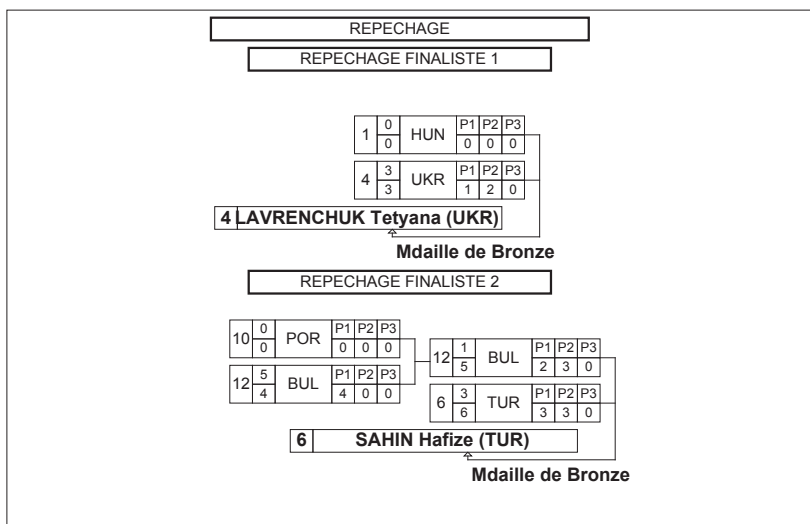 REPECHAGE
REPECHAGE FINALISTE 1
1 0 HUN P1 P2 P3
0 0 0 0
4 3 UKR P1 P2 P3
3 1 2 0
4 LAVRENCHUK Tetyana (UKR)
Mdaille de Bronze
REPECHAGE FINALISTE 2
10 0 POR P1 P2 P3
0 0 0 0
12 5 BUL P1 P2 P3
4 4 0 0
12 1 BUL P1 P2 P3
5 2 3 0
6 3 TUR P1 P2 P3
6 3 3 0
6 SAHIN Hafize (TUR)
Mdaille de Bronze